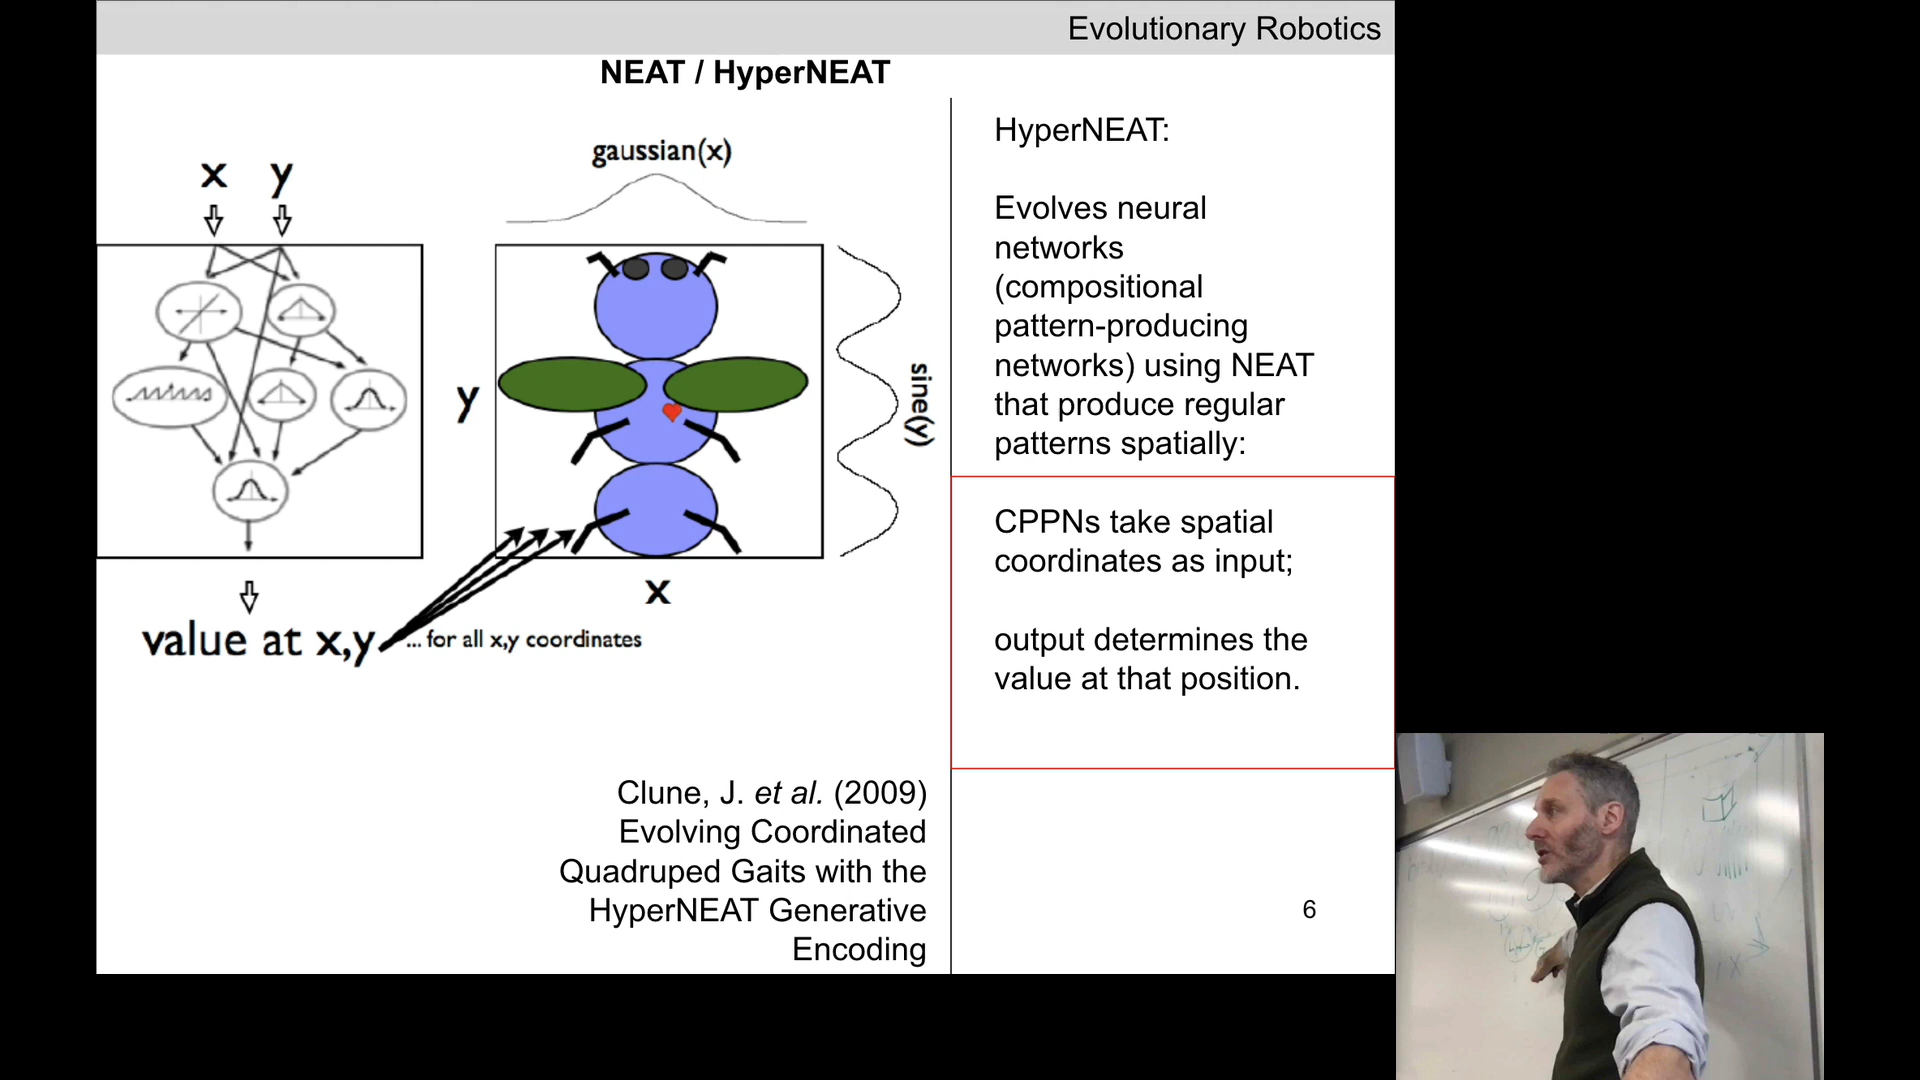 Evolutionary Robotics
NEAT / HyperNEAT
x y
gaussian(x)
y
sine(y)
x
value at x,y
... for all x,y coordinates
Clune, J. et al. (2009)
Evolving Coordinated
Quadruped Gaits with the
HyperNEAT Generative
Encoding
HyperNEAT:
Evolves neural
networks
(compositional
pattern-producing
networks) using NEAT
that produce regular
patterns spatially:
CPPNs take spatial
coordinates as input;
output determines the
value at that position.
6